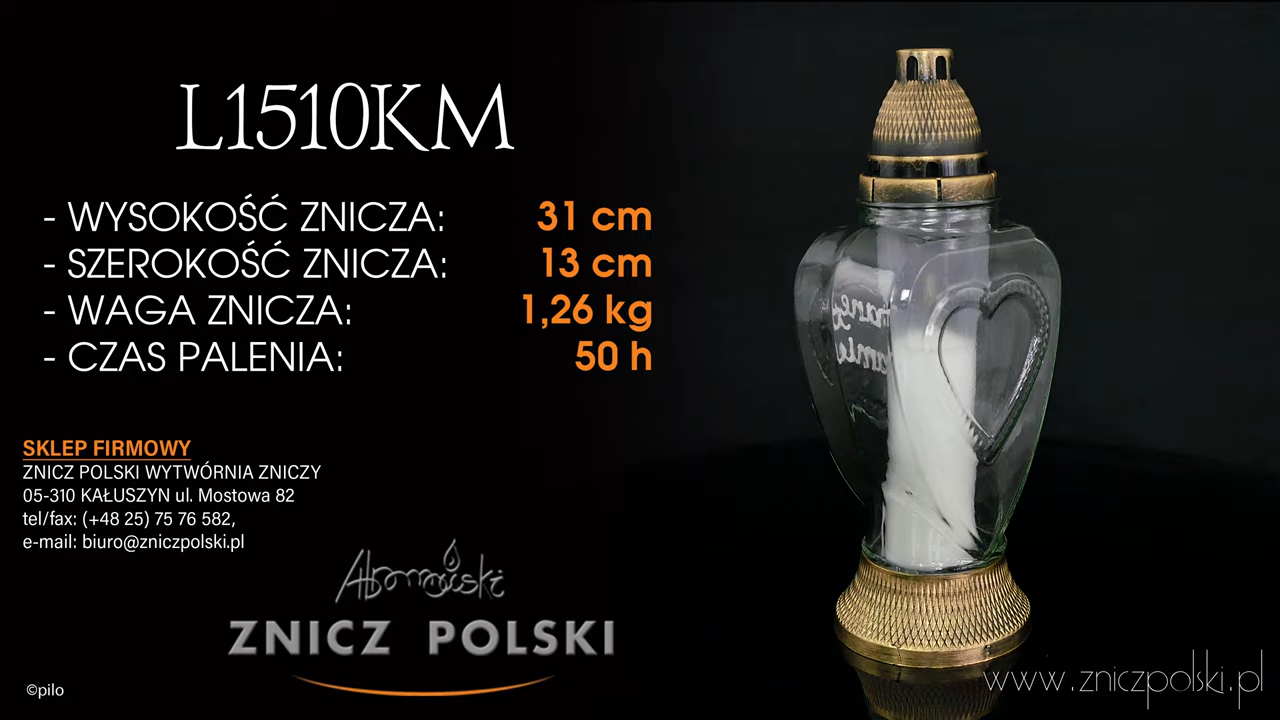 L1510KM
- WYSOKOŚĆ ZNICZA: 31 cm
- SZEROKOŚĆ ZNICZA: 13 cm
- WAGA ZNICZA: 1,26 kg
- CZAS PALENIA: 50 h
SKLEP FIRMOWY
ZNICZ POLSKI WYTWÓRNIA ZNICZY
05-310 KAŁUSZYN ul. Mostowa 82
tel/fax: (+48 25) 75 76 582,
e-mail: biuro@zniczpolski.pl
ZNICZ POLSKI
©pilo
www.zniczpolski.pl